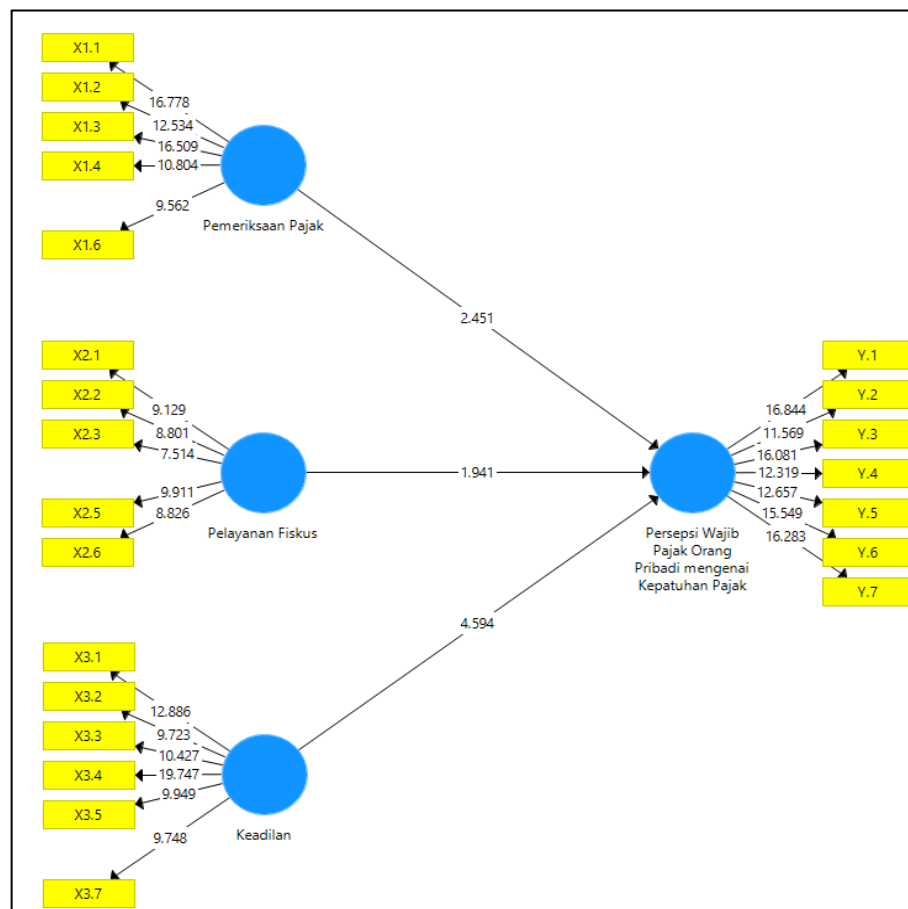 X1.1
X1.2
X1.3
X1.4
X1.6
16.778
12.534
16.509
10.804
9.562
Pemeriksaan Pajak
2.451
X2.1
X2.2
X2.3
X2.5
X2.6
9.129
8.801
7.514
9.911
8.826
Pelayanan Fiskus
1.941
X3.1
X3.2
X3.3
X3.4
X3.5
X3.7
12.886
9.723
10.427
19.747
9.949
9.748
Keadilan
4.594
Persepsi Wajib
Pajak Orang
Pribadi mengenai
Kepatuhan Pajak
16.844
11.569
16.081
12.319
12.657
15.549
16.283
Y.1
Y.2
Y.3
Y.4
Y.5
Y.6
Y.7